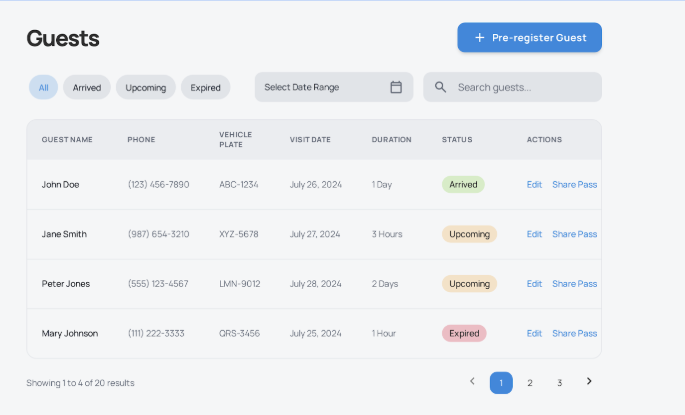 Guests
+ Pre-register Guest
All Arrived Upcoming Expired Select Date Range Search guests...
GUEST NAME PHONE VEHICLE PLATE VISIT DATE DURATION STATUS ACTIONS
John Doe (123) 456-7890 ABC-1234 July 26, 2024 1 Day Arrived Edit Share Pass
Jane Smith (987) 654-3210 XYZ-5678 July 27, 2024 3 Hours Upcoming Edit Share Pass
Peter Jones (555) 123-4567 LMN-9012 July 28, 2024 2 Days Upcoming Edit Share Pass
Mary Johnson (111) 222-3333 QRS-3456 July 25, 2024 1 Hour Expired Edit Share Pass
Showing 1 to 4 of 20 results < 1 2 3 >